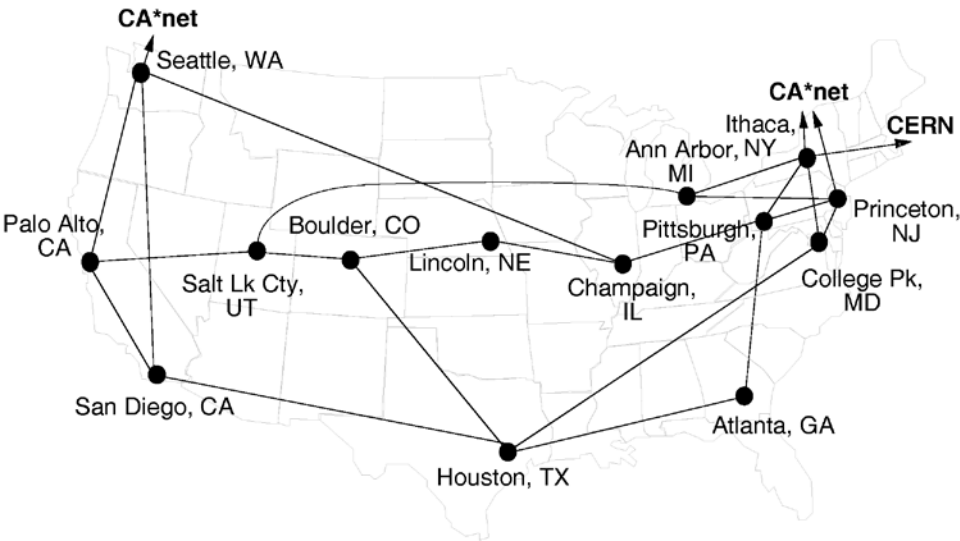 CA*net
Seattle, WA
CA*net
Ithaca,
NY
CERN
Ann Arbor,
MI
Palo Alto,
CA
Boulder, CO
Pittsburgh,
PA
Princeton,
NJ
Lincoln, NE
Salt Lk Cty,
UT
Champaign,
IL
College Pk,
MD
San Diego, CA
Atlanta, GA
Houston, TX